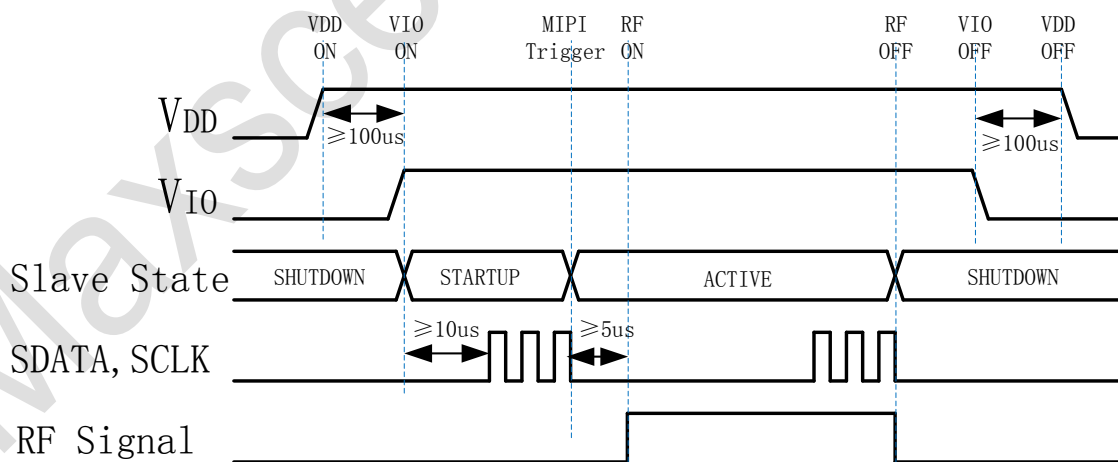 VDD VIO MIPI RF RF VIO VDD
ON ON Trigger ON OFF OFF OFF
VDD
≥100us ≥100us
VIO
Slave State SHUTDOWN STARTUP ACTIVE SHUTDOWN
≥10us ≥5us
SDATA, SCLK
RF Signal
Maxsce